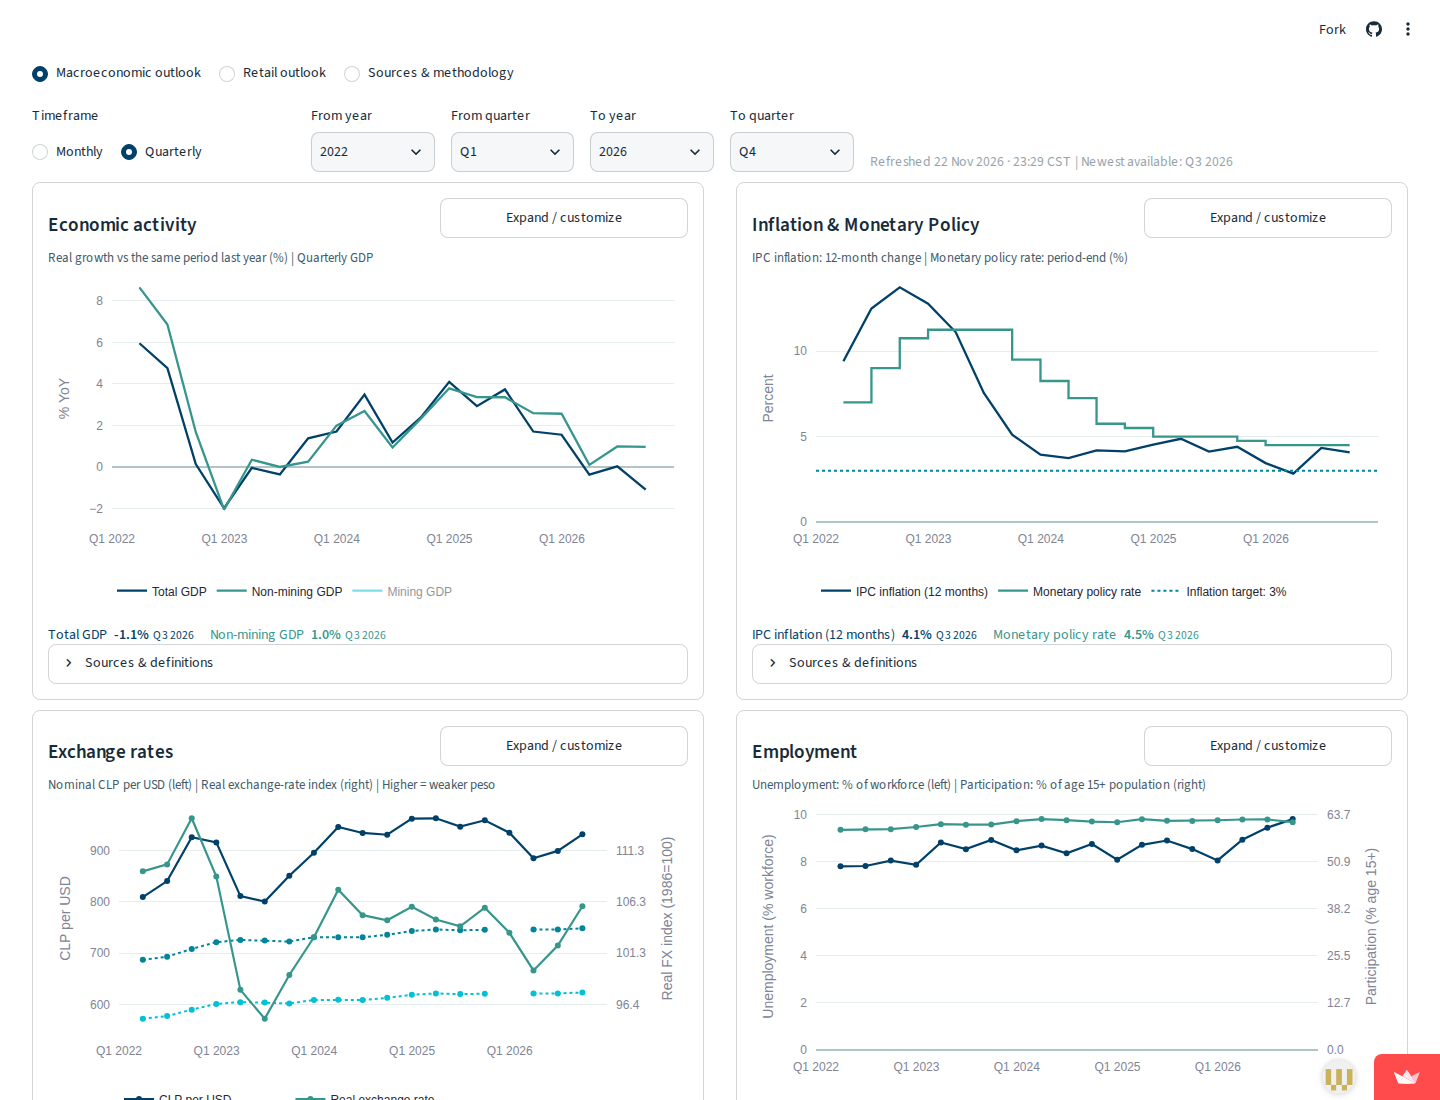 Fork
Macroeconomic outlook Retail outlook Sources & methodology
Timeframe From year From quarter To year To quarter
Monthly Quarterly 2022 Q1 2026 Q4 Refreshed 22 Nov 2026 · 23:29 CST | Newest available: Q3 2026
Economic activity Expand / customize
Real growth vs the same period last year (%) | Quarterly GDP
% YoY
8
6
4
2
0
−2
Q1 2022 Q1 2023 Q1 2024 Q1 2025 Q1 2026
Total GDP Non-mining GDP Mining GDP
Total GDP -1.1% Q3 2026 Non-mining GDP 1.0% Q3 2026
Sources & definitions
Inflation & Monetary Policy Expand / customize
IPC inflation: 12-month change | Monetary policy rate: period-end (%)
Percent
10
5
0
Q1 2022 Q1 2023 Q1 2024 Q1 2025 Q1 2026
IPC inflation (12 months) Monetary policy rate Inflation target: 3%
IPC inflation (12 months) 4.1% Q3 2026 Monetary policy rate 4.5% Q3 2026
Sources & definitions
Exchange rates Expand / customize
Nominal CLP per USD (left) | Real exchange-rate index (right) | Higher = weaker peso
CLP per USD
900 111.3
800 106.3
700 101.3
600 96.4
Real FX index (1986=100)
Q1 2022 Q1 2023 Q1 2024 Q1 2025 Q1 2026
CLP per USD Real exchange rate
Employment Expand / customize
Unemployment: % of workforce (left) | Participation: % of age 15+ population (right)
Unemployment (% workforce)
10 63.7
8 50.9
6 38.2
4 25.5
2 12.7
0 0.0
Participation (% age 15+)
Q1 2022 Q1 2023 Q1 2024 Q1 2025 Q1 2026